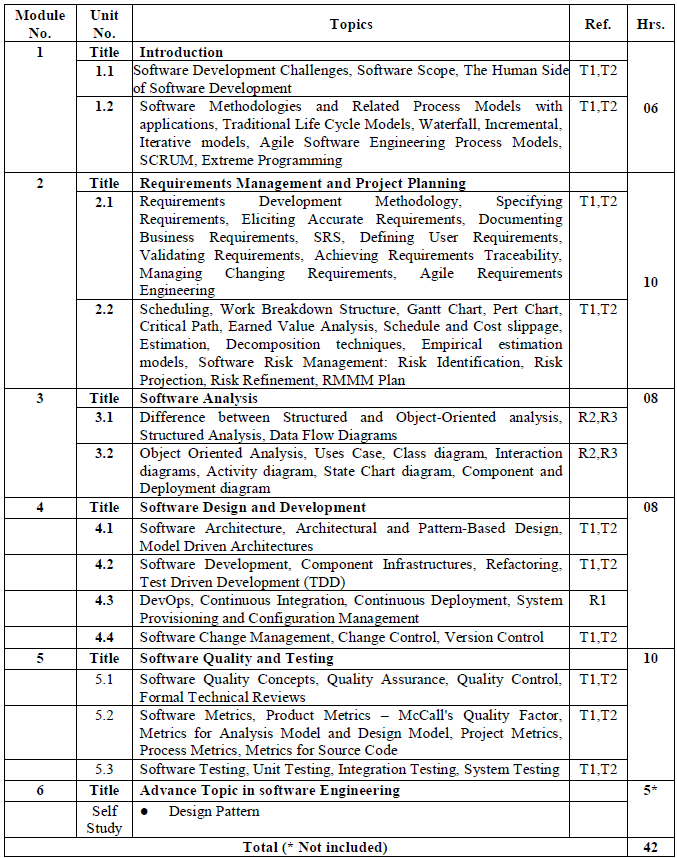 Module No. Unit No. Topics Ref. Hrs.
1 Title Introduction 06
1.1 Software Development Challenges, Software Scope, The Human Side T1,T2
of Software Development
1.2 Software Methodologies and Related Process Models with T1,T2
applications, Traditional Life Cycle Models, Waterfall, Incremental,
Iterative models, Agile Software Engineering Process Models,
SCRUM, Extreme Programming
2 Title Requirements Management and Project Planning 10
2.1 Requirements Development Methodology, Specifying T1,T2
Requirements, Eliciting Accurate Requirements, Documenting
Business Requirements, SRS, Defining User Requirements,
Validating Requirements, Achieving Requirements Traceability,
Managing Changing Requirements, Agile Requirements
Engineering
2.2 Scheduling, Work Breakdown Structure, Gantt Chart, Pert Chart, T1,T2
Critical Path, Earned Value Analysis, Schedule and Cost slippage,
Estimation, Decomposition techniques, Empirical estimation
models, Software Risk Management: Risk Identification, Risk
Projection, Risk Refinement, RMMM Plan
3 Title Software Analysis 08
3.1 Difference between Structured and Object-Oriented analysis, R2,R3
Structured Analysis, Data Flow Diagrams
3.2 Object Oriented Analysis, Uses Case, Class diagram, Interaction R2,R3
diagrams, Activity diagram, State Chart diagram, Component and
Deployment diagram
4 Title Software Design and Development 08
4.1 Software Architecture, Architectural and Pattern-Based Design, T1,T2
Model Driven Architectures
4.2 Software Development, Component Infrastructures, Refactoring, T1,T2
Test Driven Development (TDD)
4.3 DevOps, Continuous Integration, Continuous Deployment, System R1
Provisioning and Configuration Management
4.4 Software Change Management, Change Control, Version Control T1,T2
5 Title Software Quality and Testing 10
5.1 Software Quality Concepts, Quality Assurance, Quality Control, T1,T2
Formal Technical Reviews
5.2 Software Metrics, Product Metrics – McCall's Quality Factor, T1,T2
Metrics for Analysis Model and Design Model, Project Metrics,
Process Metrics, Metrics for Source Code
5.3 Software Testing, Unit Testing, Integration Testing, System Testing T1,T2
6 Title Advance Topic in software Engineering 5*
Self Study ● Design Pattern
Total (* Not included) 42